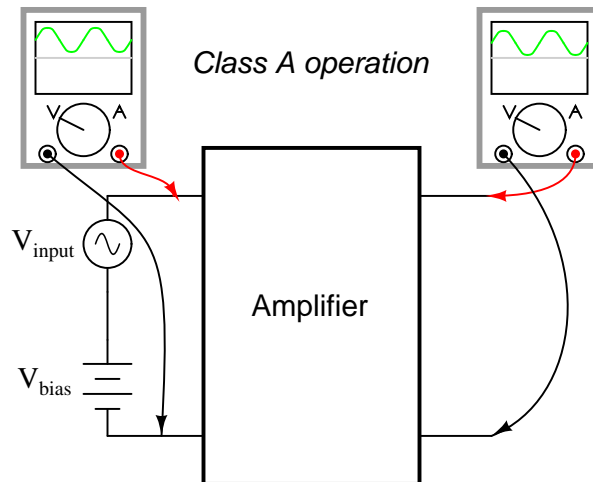 Class A operation
V A
V A
V_input
Amplifier
V_bias